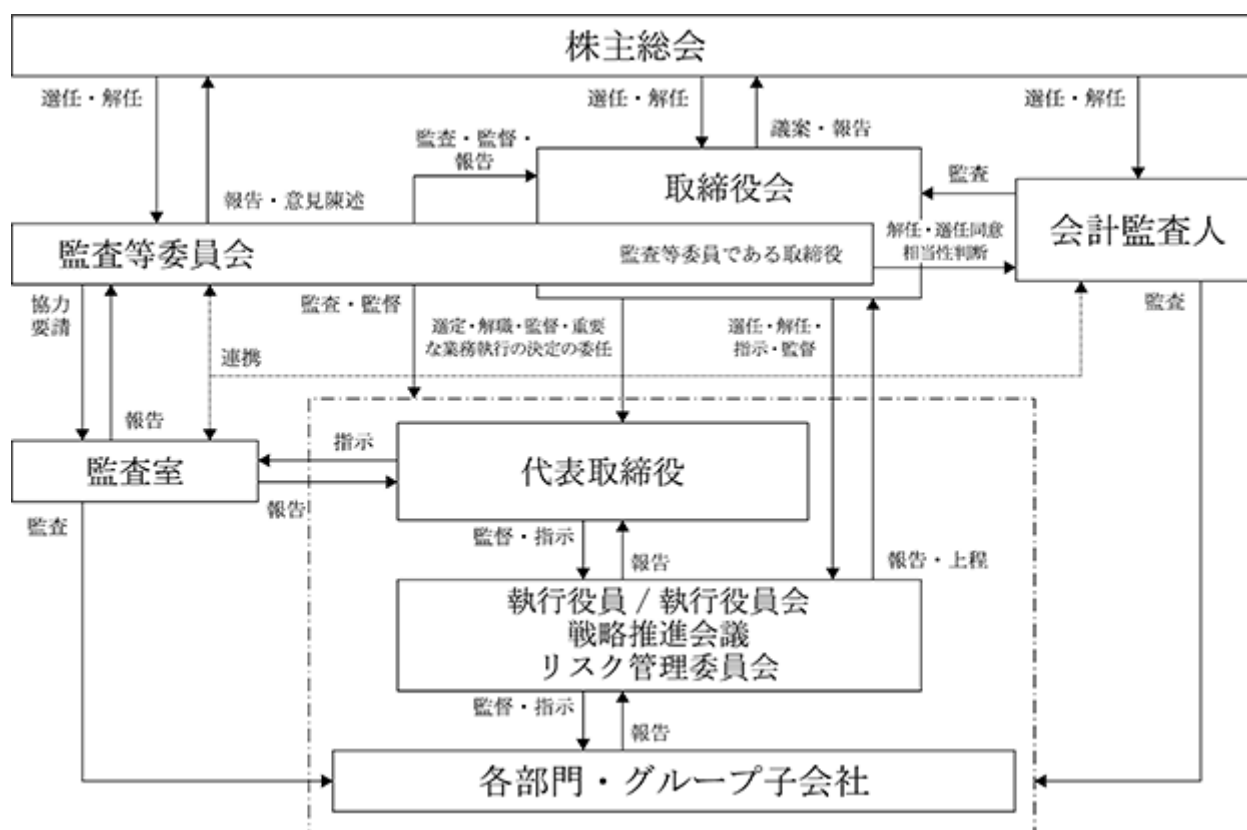 株主総会
選任・解任
選任・解任
選任・解任
議案・報告
監査・監督・
報告
取締役会
監査
会計監査人
報告・意見陳述
監査等委員会
監査等委員である取締役
解任・選任同意
相当性判断
協力
要請
監査・監督
監査
選定・解職・監督・重要
な業務執行の決定の委任
選任・解任・
指示・監督
連携
報告
指示
監査室
代表取締役
報告
監査
監督・指示
報告
報告・上程
執行役員 / 執行役員会
戦略推進会議
リスク管理委員会
監督・指示
報告
各部門・グループ子会社